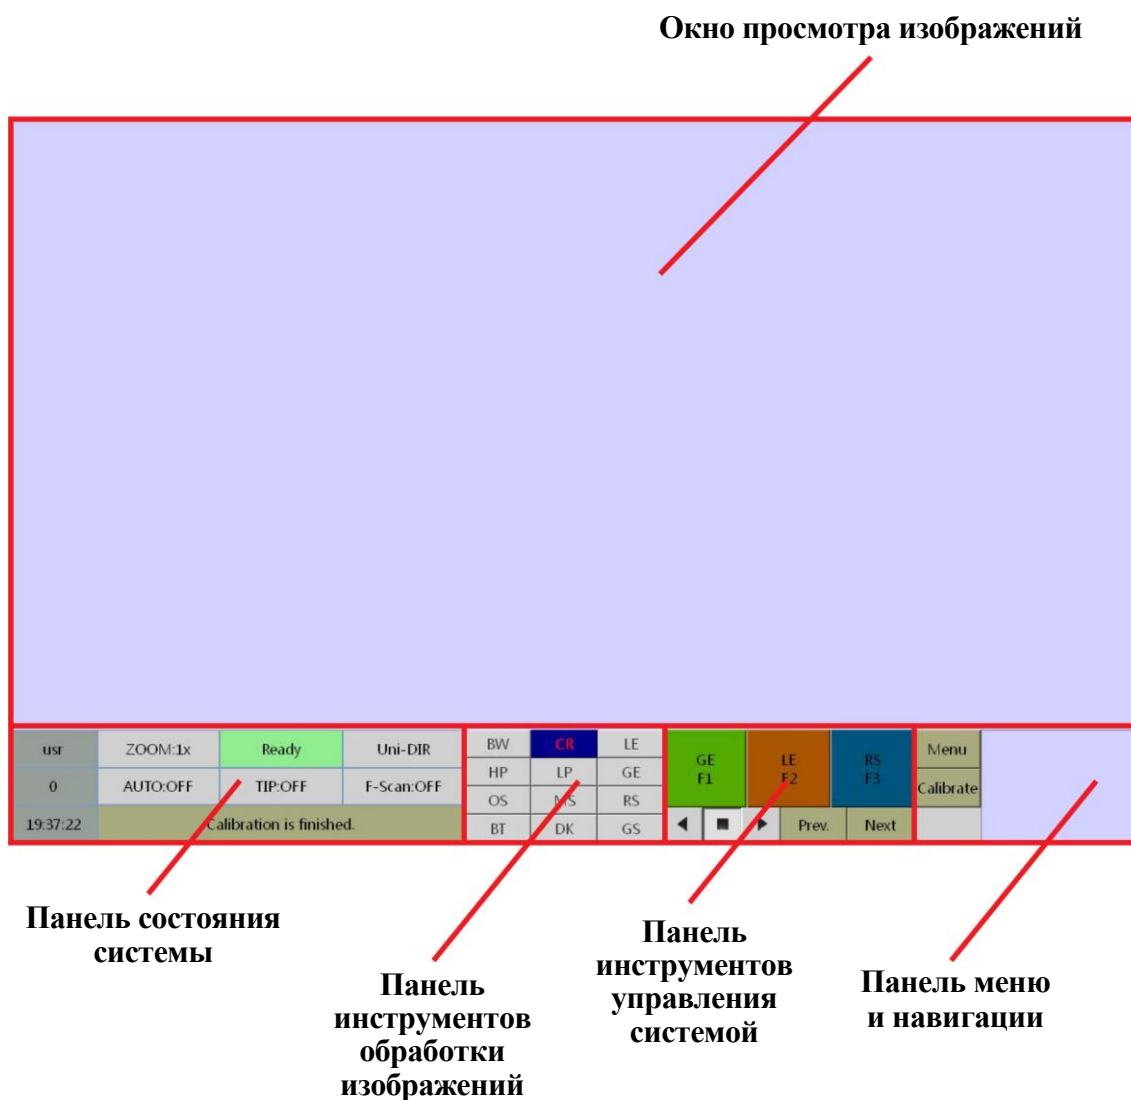 Окно просмотра изображений
usr ZOOM:1x Ready Uni-DIR BW CR LE GE F1 LE F2 RS F3 Menu
0 AUTO:OFF TIP:OFF F-Scan:OFF HP LP GE Calibrate
19:37:22 Calibration is finished. OS MS RS Prev. Next
BT DK GS
Панель состояния
системы
Панель
инструментов
обработки
изображений
Панель
инструментов
управления
системой
Панель меню
и навигации